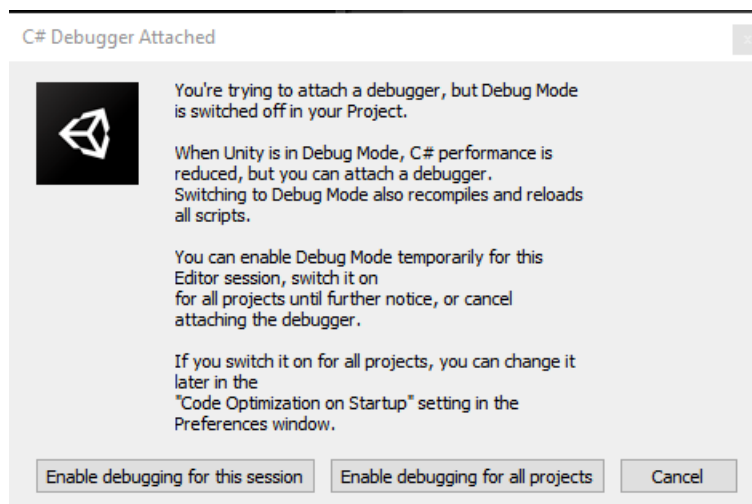 C# Debugger Attached
You're trying to attach a debugger, but Debug Mode
is switched off in your Project.
When Unity is in Debug Mode, C# performance is
reduced, but you can attach a debugger.
Switching to Debug Mode also recompiles and reloads
all scripts.
You can enable Debug Mode temporarily for this
Editor session, switch it on
for all projects until further notice, or cancel
attaching the debugger.
If you switch it on for all projects, you can change it
later in the
"Code Optimization on Startup" setting in the
Preferences window.
Enable debugging for this session
Enable debugging for all projects
Cancel